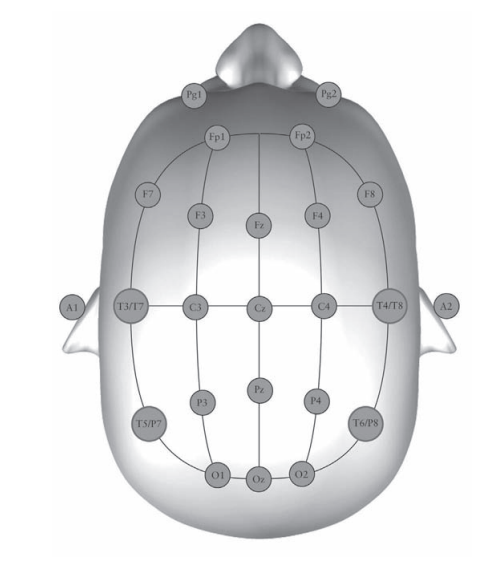 Pg1 Pg2
Fp1 Fp2
F7 F8
F3 Fz F4
A1 T3/T7 C3 Cz C4 T4/T8 A2
P3 Pz P4
T5/P7 T6/P8
O1 Oz O2